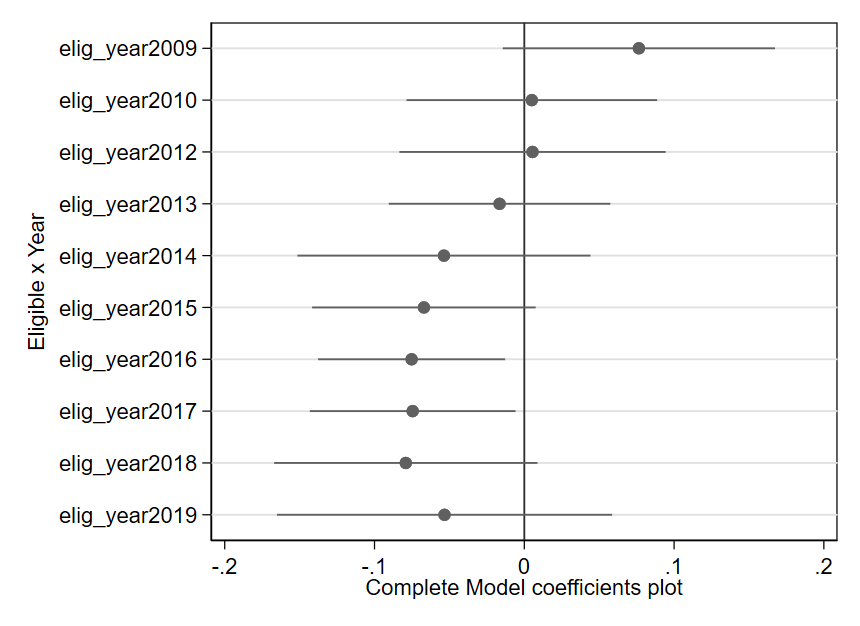 elig_year2009
elig_year2010
elig_year2012
elig_year2013
elig_year2014
elig_year2015
elig_year2016
elig_year2017
elig_year2018
elig_year2019
Eligible x Year
-.2 -.1 0 .1 .2
Complete Model coefficients plot